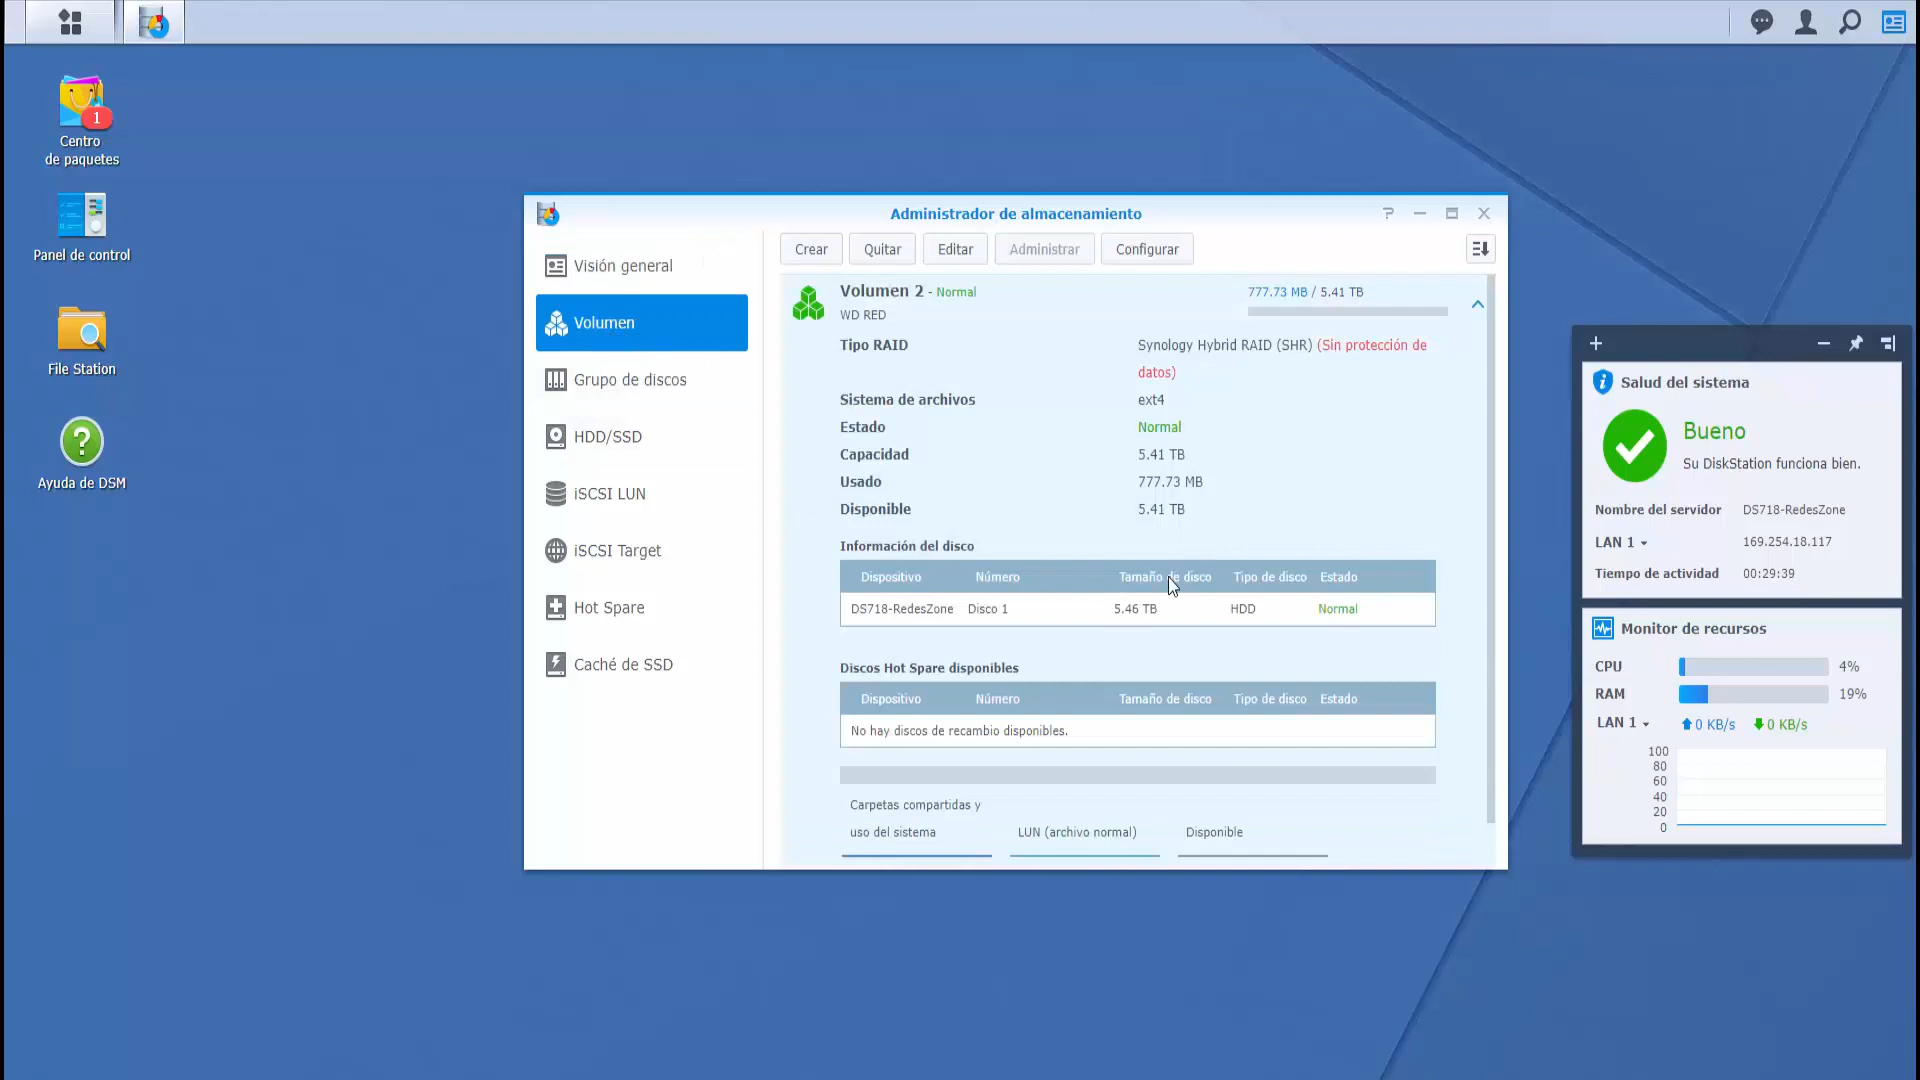 1
Centro
de paquetes
Panel de control
File Station
?
Ayuda de DSM
Administrador de almacenamiento
?
Visión general
Volumen
Grupo de discos
HDD/SSD
iSCSI LUN
iSCSI Target
Hot Spare
Caché de SSD
Crear Quitar Editar Administrar Configurar
Volumen 2 - Normal 777.73 MB / 5.41 TB
WD RED
Tipo RAID Synology Hybrid RAID (SHR) (Sin protección de
datos)
Sistema de archivos ext4
Estado Normal
Capacidad 5.41 TB
Usado 777.73 MB
Disponible 5.41 TB
Información del disco
Dispositivo Número Tamaño de disco Tipo de disco Estado
DS718-RedesZone Disco 1 5.46 TB HDD Normal
Discos Hot Spare disponibles
Dispositivo Número Tamaño de disco Tipo de disco Estado
No hay discos de recambio disponibles.
Carpetas compartidas y
uso del sistema LUN (archivo normal) Disponible
Salud del sistema
Bueno
Su DiskStation funciona bien.
Nombre del servidor DS718-RedesZone
LAN 1 169.254.18.117
Tiempo de actividad 00:29:39
Monitor de recursos
CPU 4%
RAM 19%
LAN 1 0 KB/s 0 KB/s
100
80
60
40
20
0